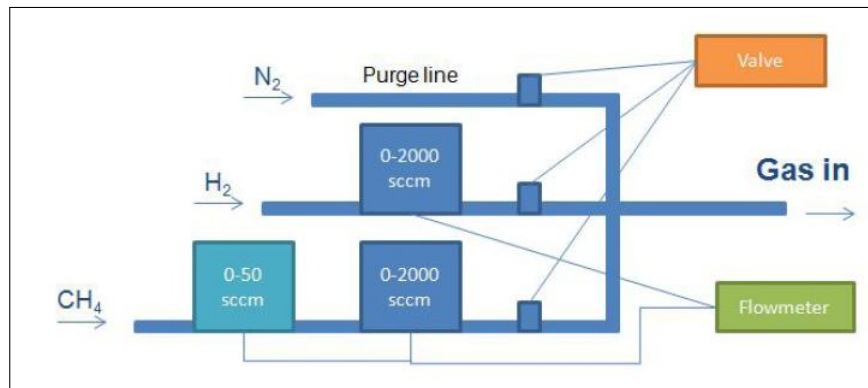 N₂
Purge line
Valve
0-2000
sccm
H₂
Gas in
0-50
sccm
0-2000
sccm
CH₄
Flowmeter